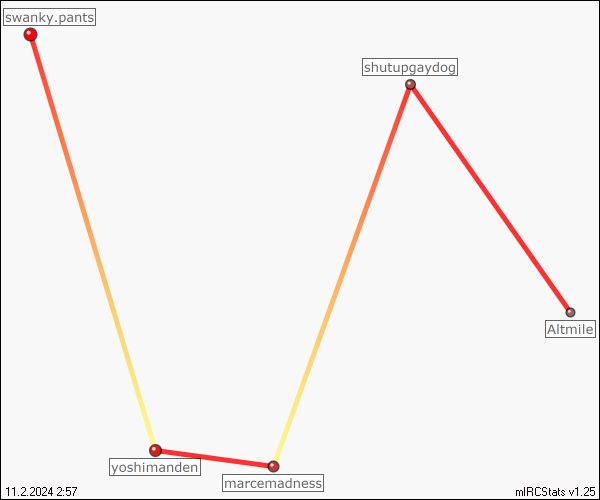 swanky.pants
shutupgaydog
Altmile
yoshimanden
marcemadness
11.2.2024 2:57
mIRCStats v1.25